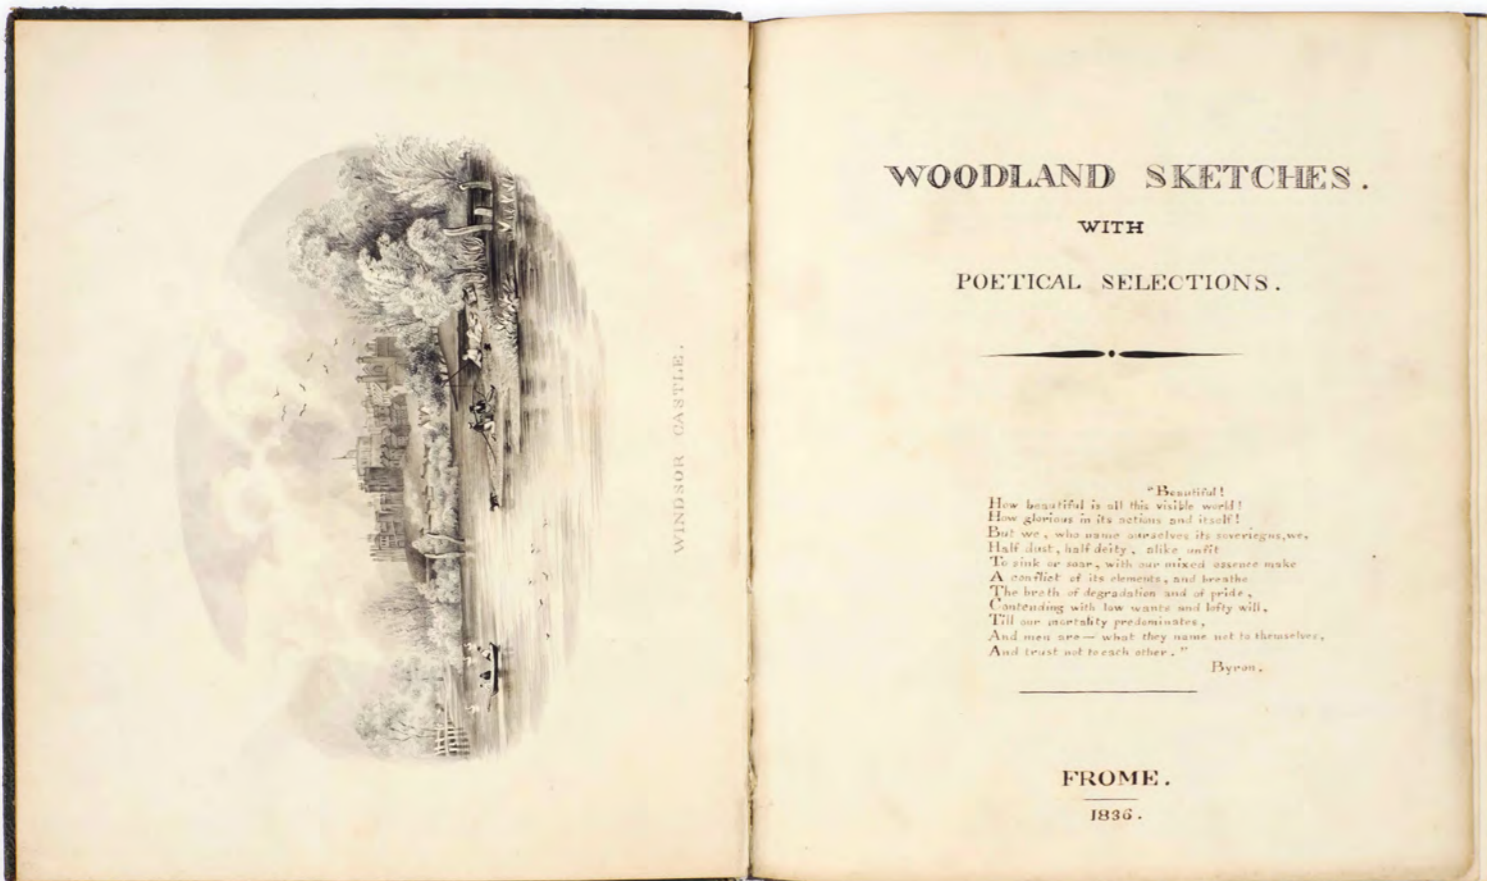 WINDSOR CASTLE.
WOODLAND SKETCHES.
WITH
POETICAL SELECTIONS.
"Beautiful!
How beautiful is all this visible world!
How glorious in its actions and itself!
But we, who name ourselves its soveriegns, we,
Half dust, half deity, alike unfit
To sink or soar, with our mixed essence make
A conflict of its elements, and breathe
The breth of degradation and of pride,
Contending with low wants and lofty will,
Till our mortality predominates,
And men are — what they name not to themselves,
And trust not to each other."
Byron.
FROME.
1836.